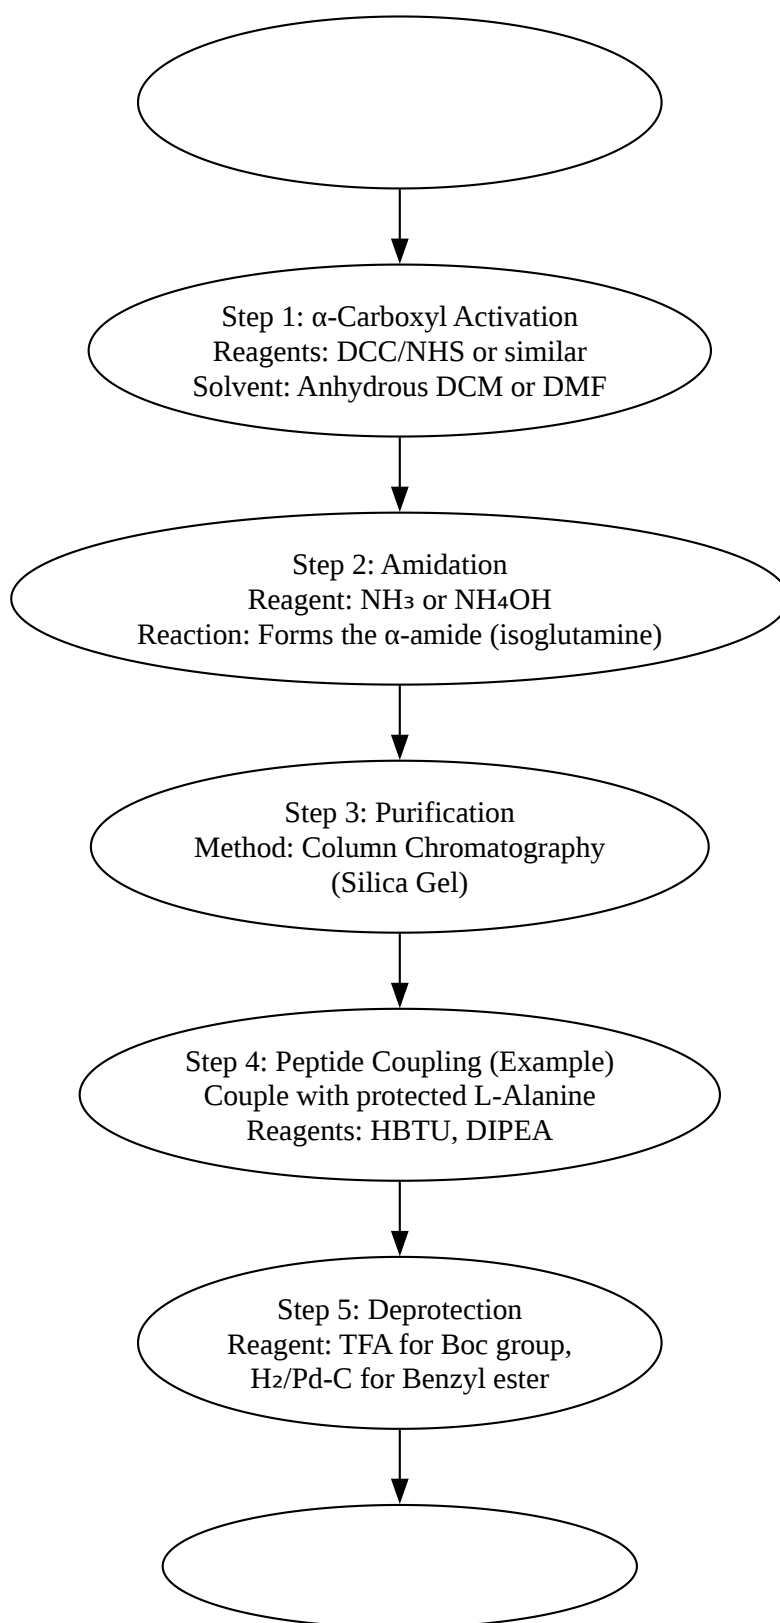 Step 1: α-Carboxyl Activation
Reagents: DCC/NHS or similar
Solvent: Anhydrous DCM or DMF
Step 2: Amidation
Reagent: NH₃ or NH₄OH
Reaction: Forms the α-amide (isoglutamine)
Step 3: Purification
Method: Column Chromatography
(Silica Gel)
Step 4: Peptide Coupling (Example)
Couple with protected L-Alanine
Reagents: HBTU, DIPEA
Step 5: Deprotection
Reagent: TFA for Boc group,
H₂/Pd-C for Benzyl ester